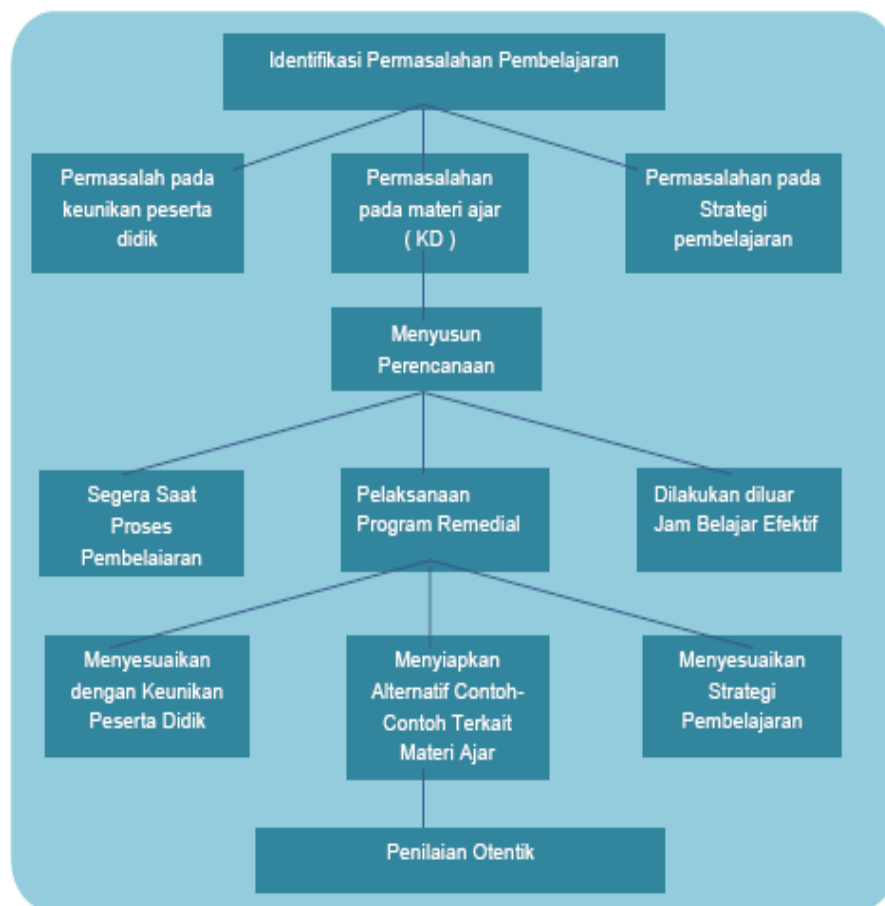 Identifikasi Permasalahan Pembelajaran
Permasalah pada
keunikan peserta
didik
Permasalahan
pada materi ajar
( KD )
Permasalahan pada
Strategi
pembelajaran
Menyusun
Perencanaan
Segera Saat
Proses
Pembelaiaran
Pelaksanaan
Program Remedial
Dilakukan diluar
Jam Belajar Efektif
Menyesuaikan
dengan Keunikan
Peserta Didik
Menyiapkan
Alternatif Contoh-
Contoh Terkait
Materi Ajar
Menyesuaikan
Strategi
Pembelajaran
Penilaian Otentik